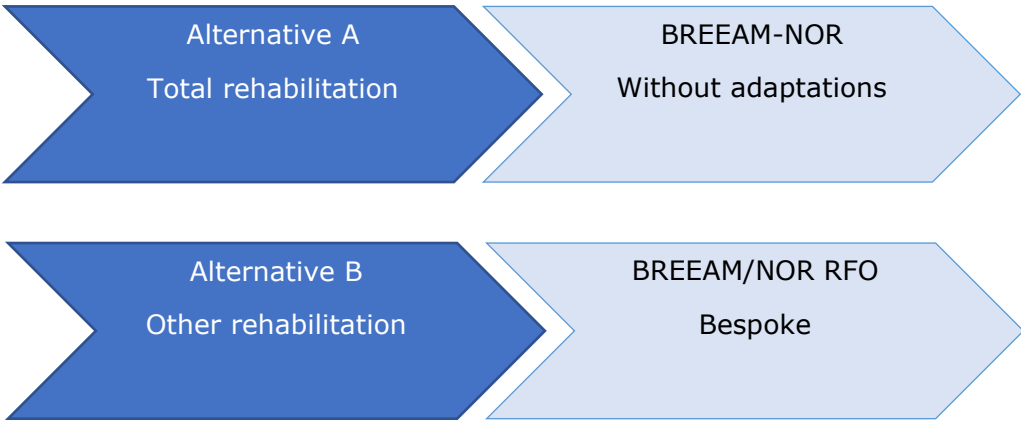 Alternative A
Total rehabilitation
BREEAM-NOR
Without adaptations
Alternative B
Other rehabilitation
BREEAM/NOR RFO
Bespoke